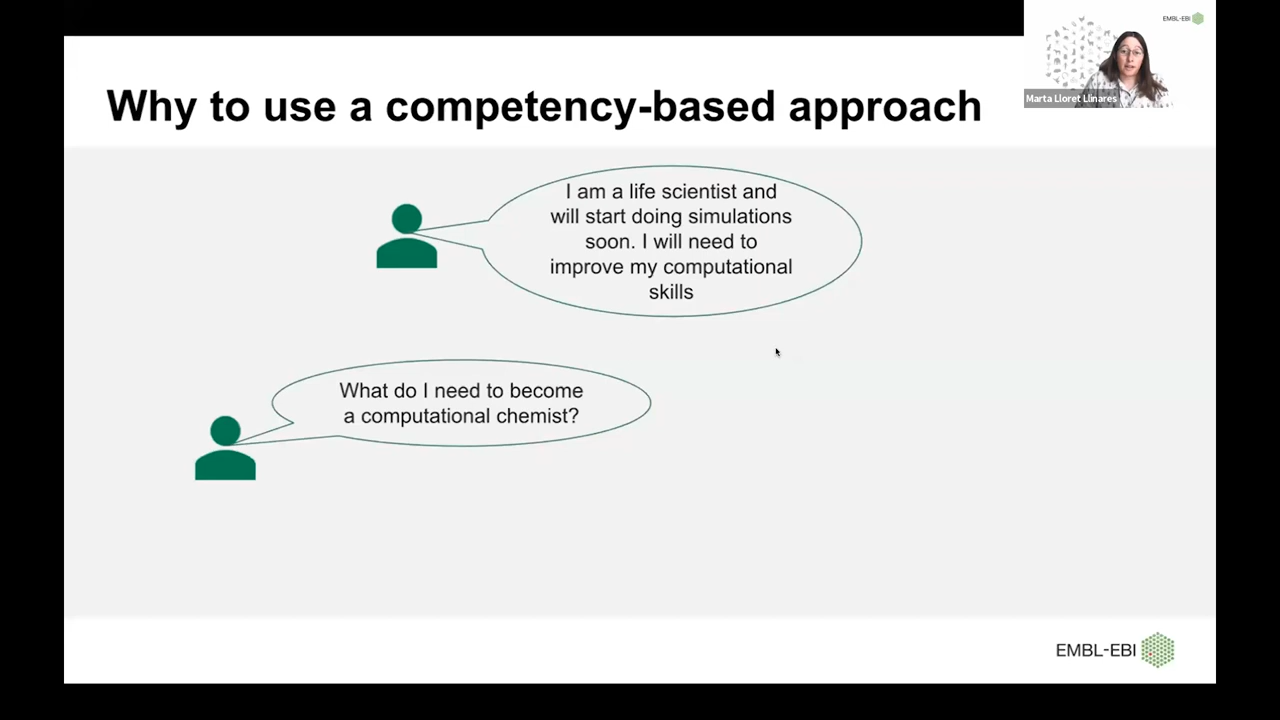 EMBL-EBI
Marta Lloret Llinares
Why to use a competency-based approach
I am a life scientist and
will start doing simulations
soon. I will need to
improve my computational
skills
What do I need to become
a computational chemist?
EMBL-EBI